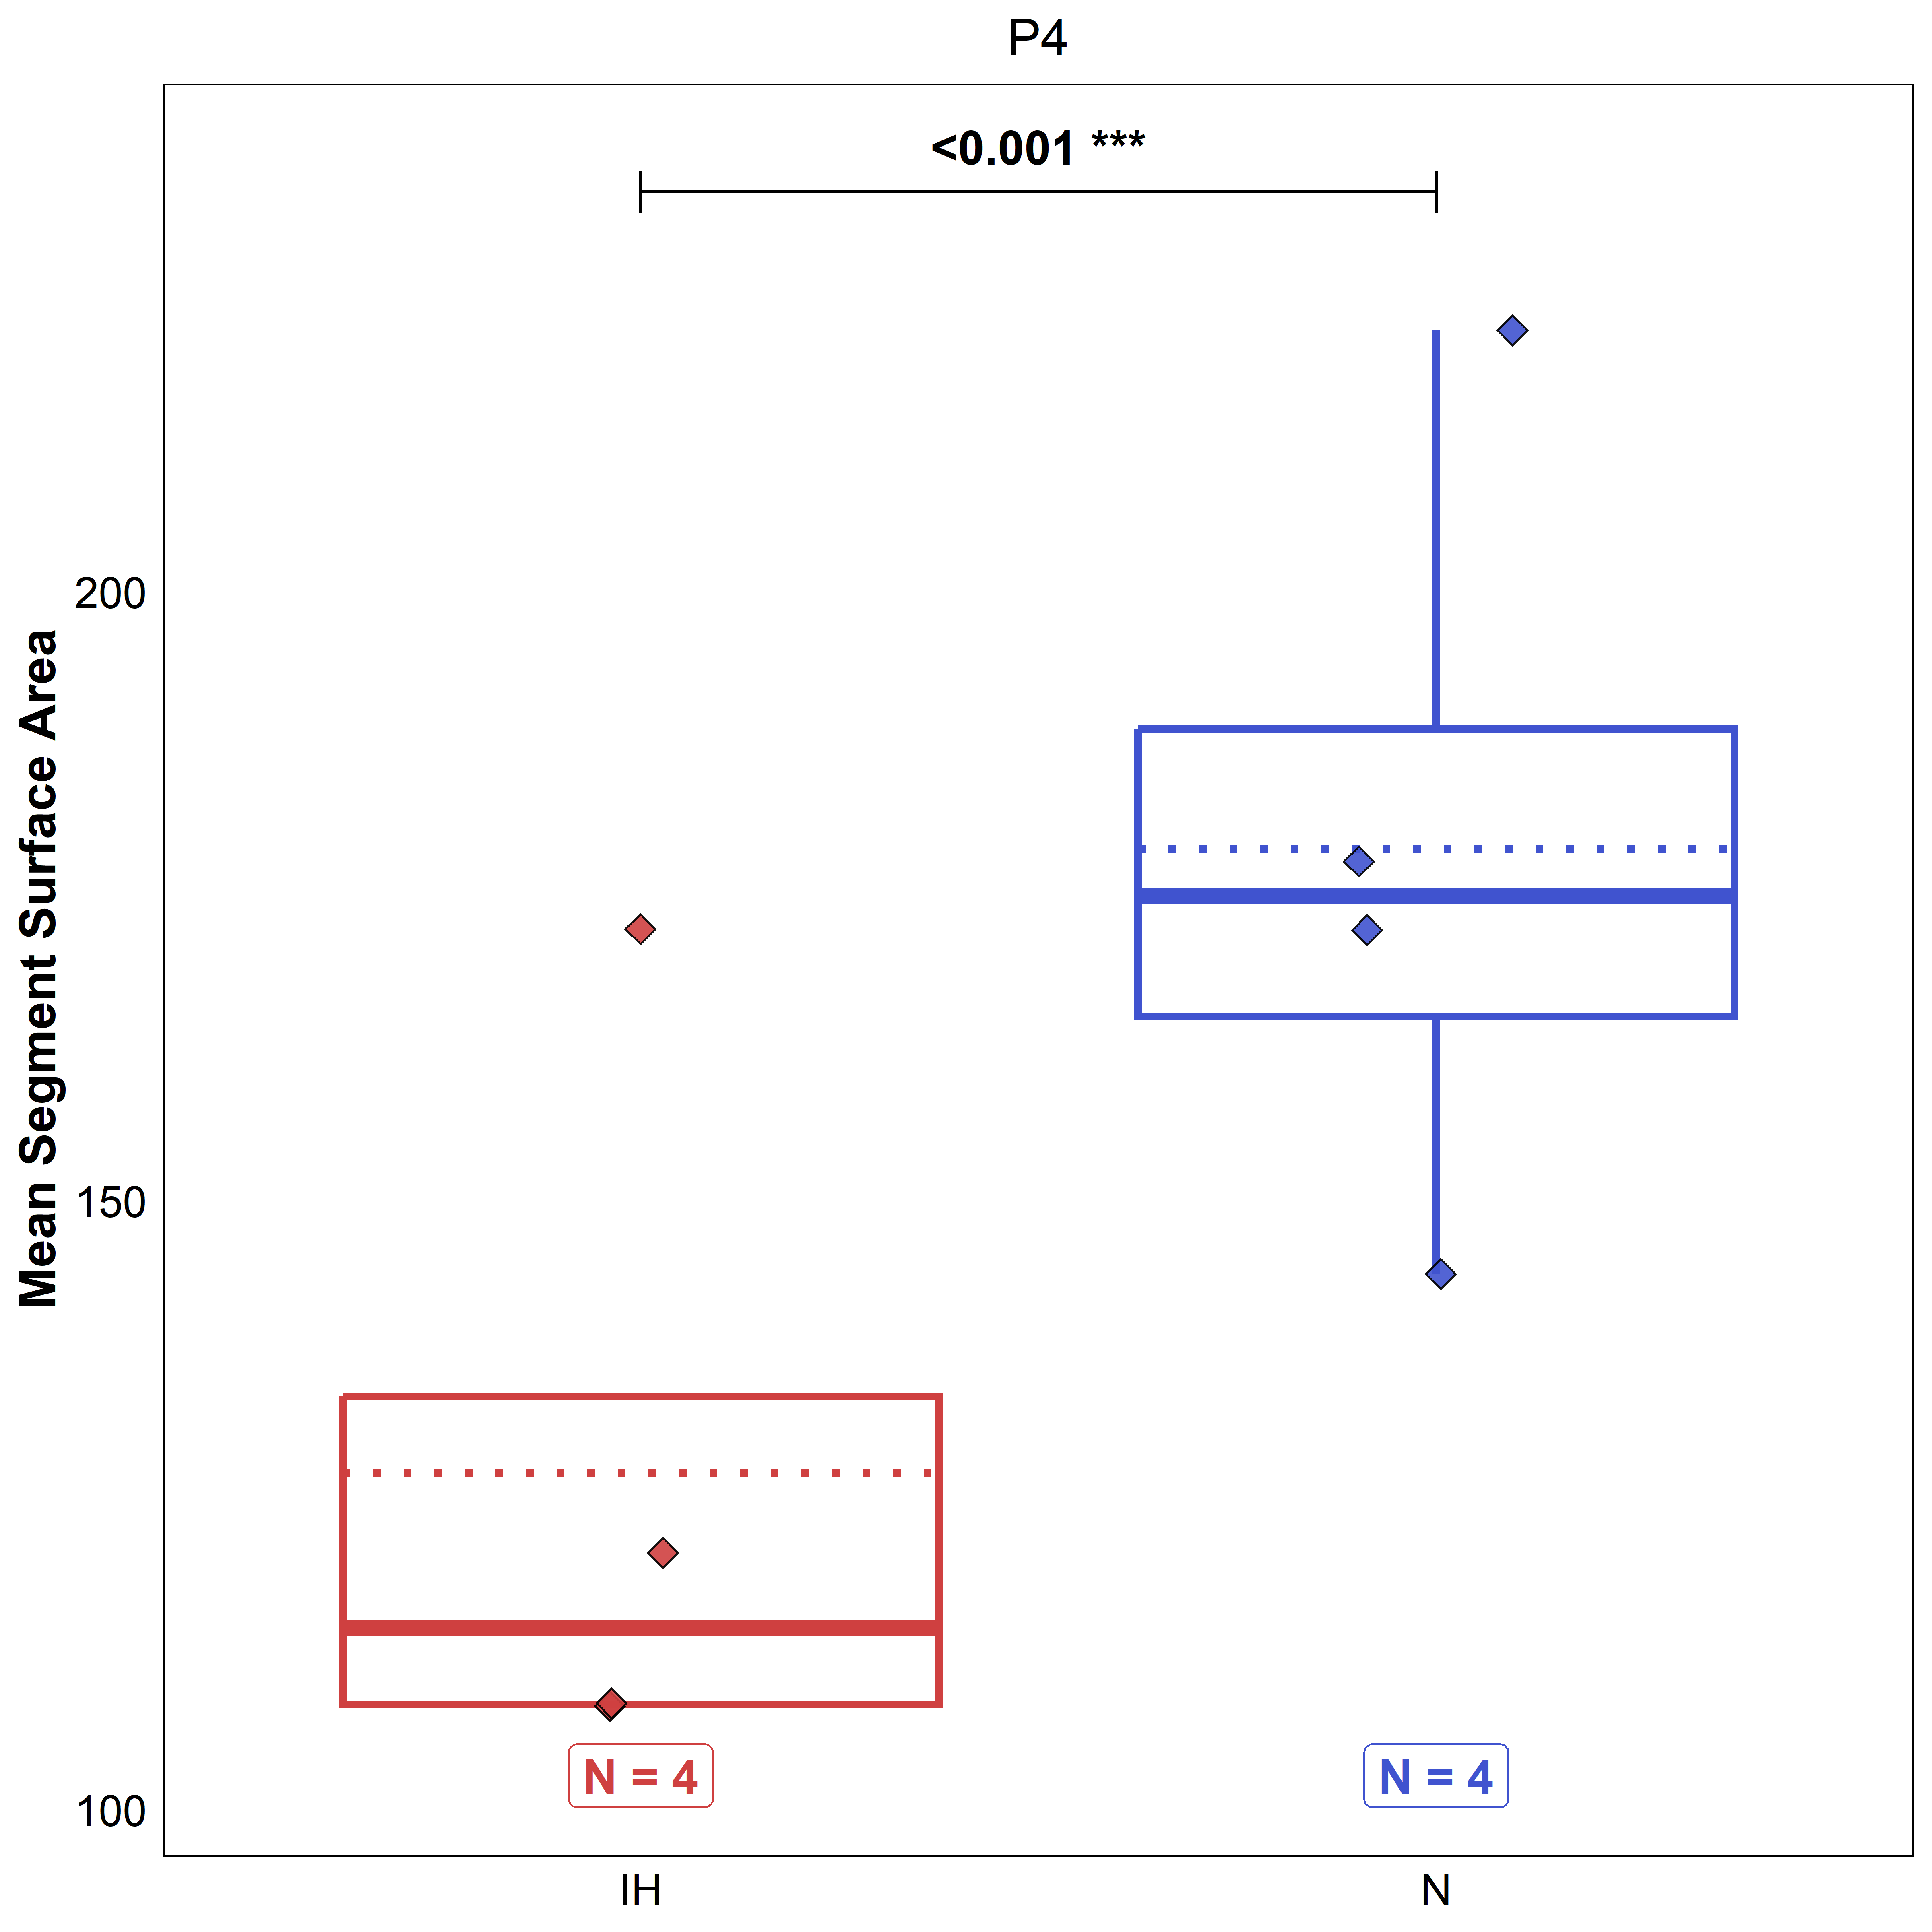 P4
<0.001 ***
Mean Segment Surface Area
200
150
100
N = 4
N = 4
IH
N